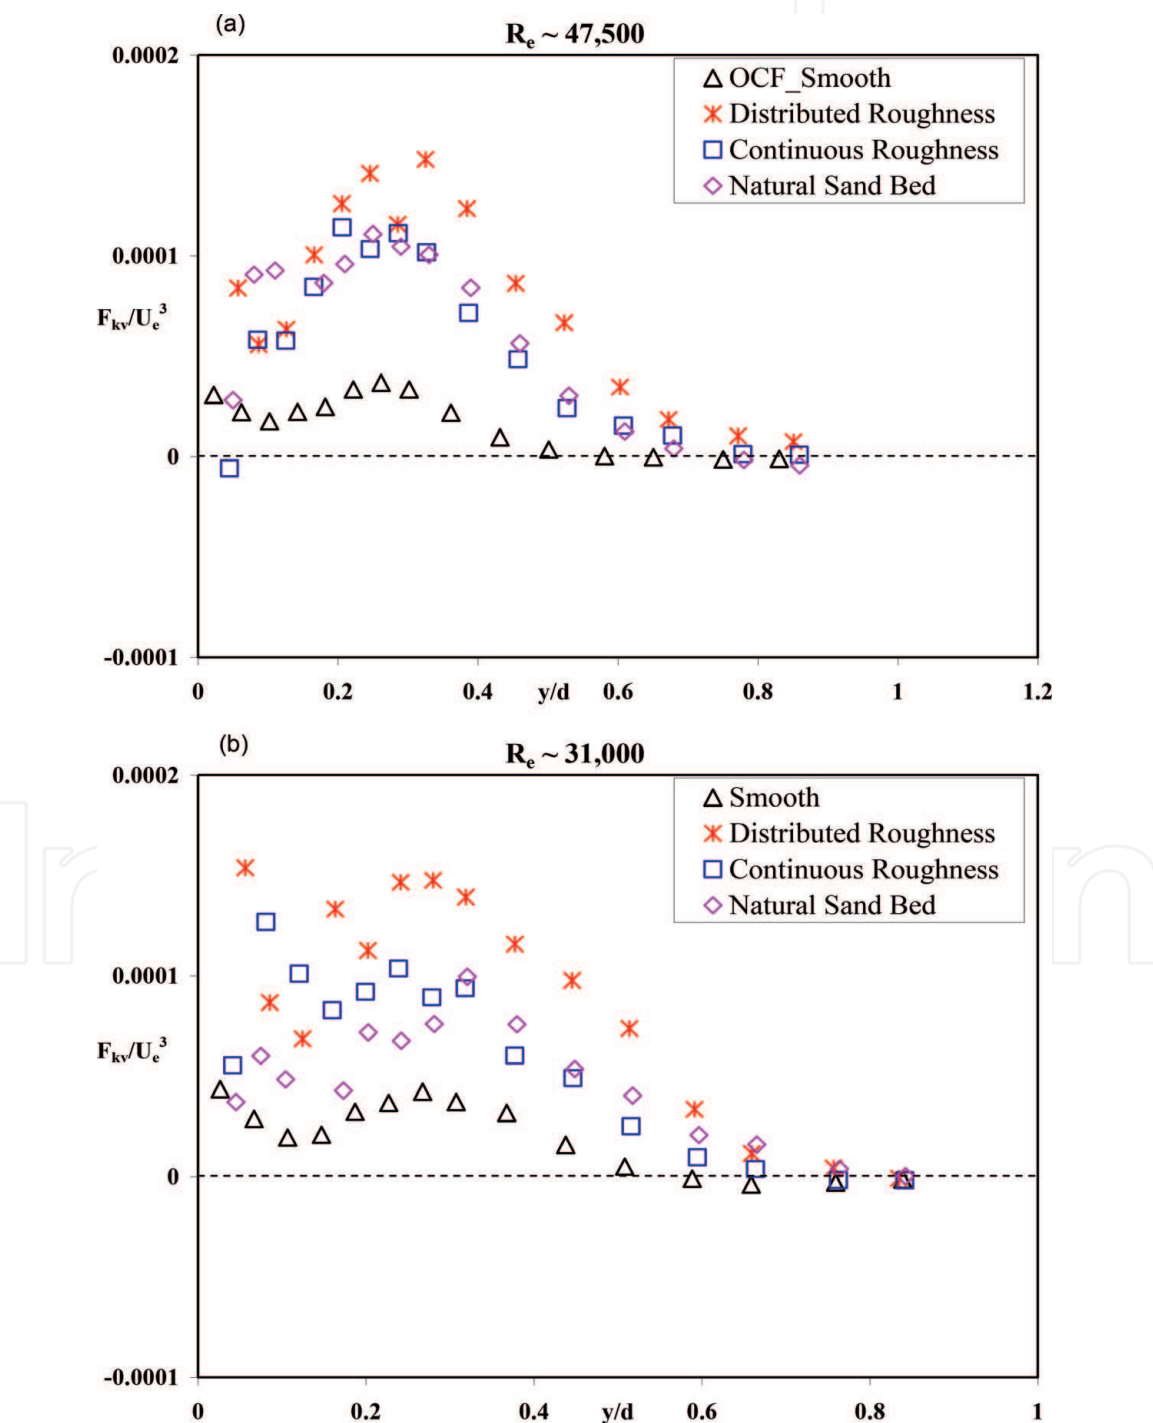 (a)
Re ~ 47,500
0.0002
OCF_Smooth
Distributed Roughness
Continuous Roughness
Natural Sand Bed
0.0001
Fkv/Ue3
0
-0.0001
0 0.2 0.4 y/d 0.6 0.8 1 1.2
(b)
Re ~ 31,000
0.0002
Smooth
Distributed Roughness
Continuous Roughness
Natural Sand Bed
0.0001
Fkv/Ue3
0
-0.0001
0 0.2 0.4 y/d 0.6 0.8 1